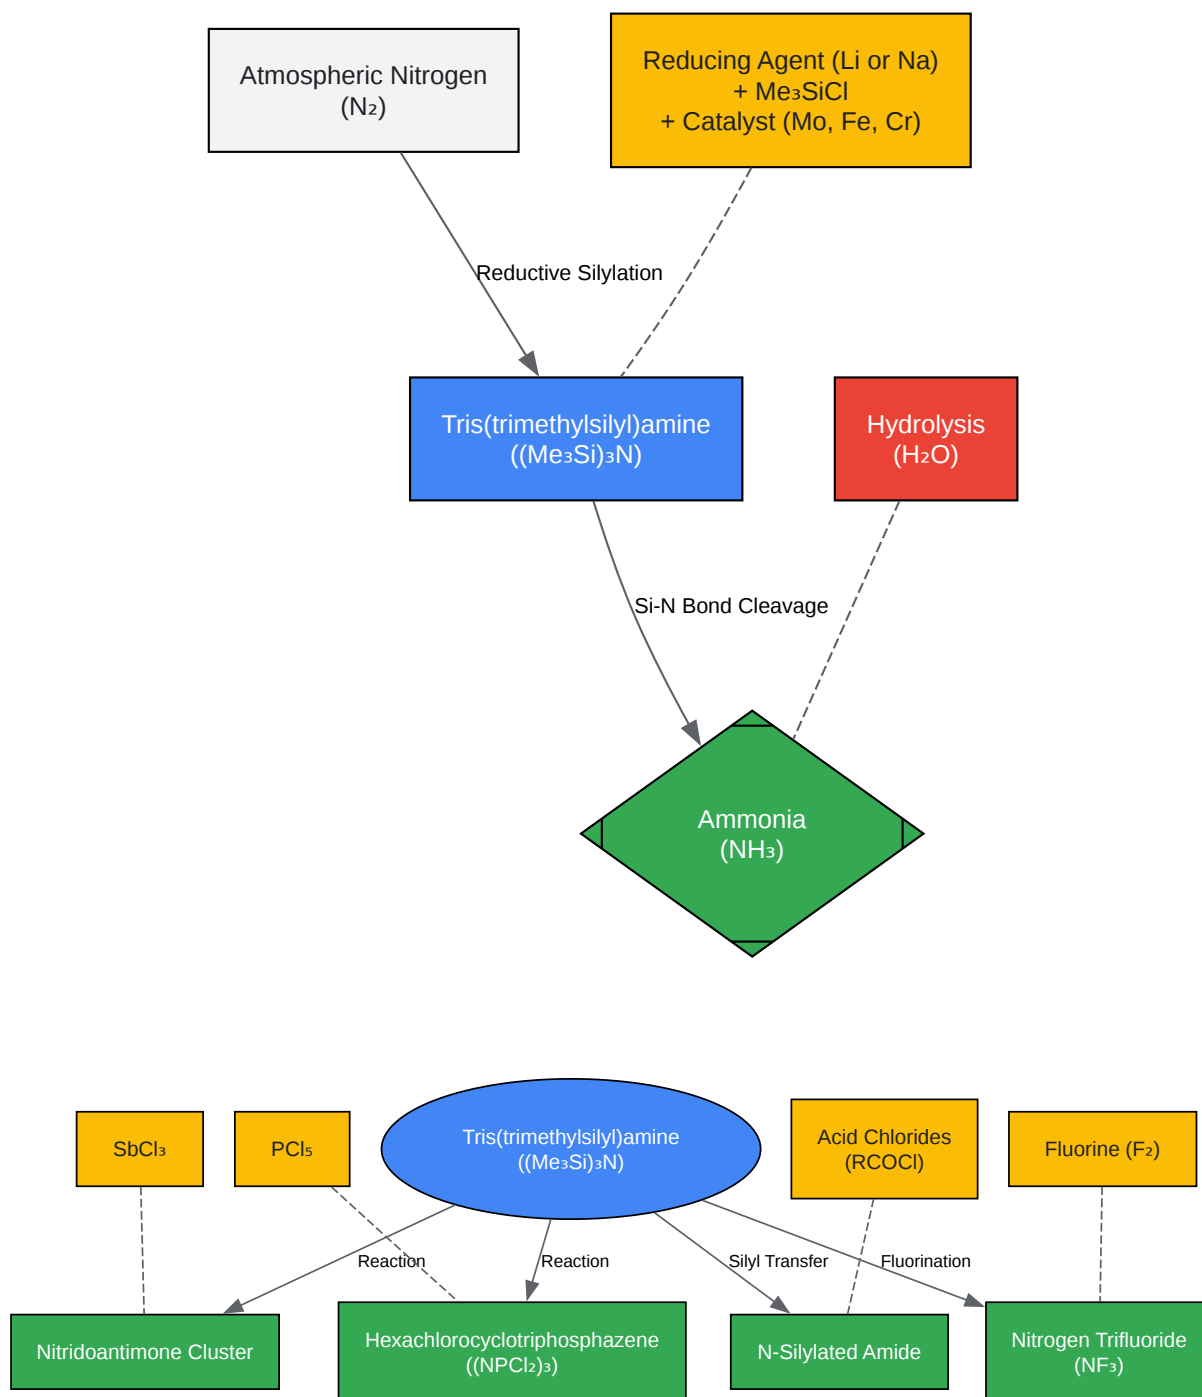 Atmospheric Nitrogen
(N₂)
Reducing Agent (Li or Na)
+ Me₃SiCl
+ Catalyst (Mo, Fe, Cr)
Reductive Silylation
Tris(trimethylsilyl)amine
((Me₃Si)₃N)
Hydrolysis
(H₂O)
Si-N Bond Cleavage
Ammonia
(NH₃)
SbCl₃
PCl₅
Tris(trimethylsilyl)amine
((Me₃Si)₃N)
Acid Chlorides
(RCOCl)
Fluorine (F₂)
Reaction
Reaction
Silyl Transfer
Fluorination
Nitridoantimone Cluster
Hexachlorocyclotriphosphazene
((NPCl₂)₃)
N-Silylated Amide
Nitrogen Trifluoride
(NF₃)